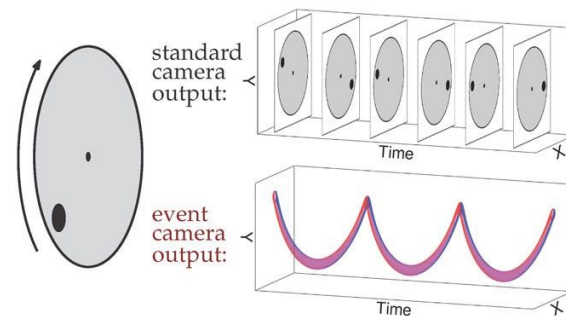 standard
camera
output:
Y
Time
X
event
camera
output:
Y
Time
X